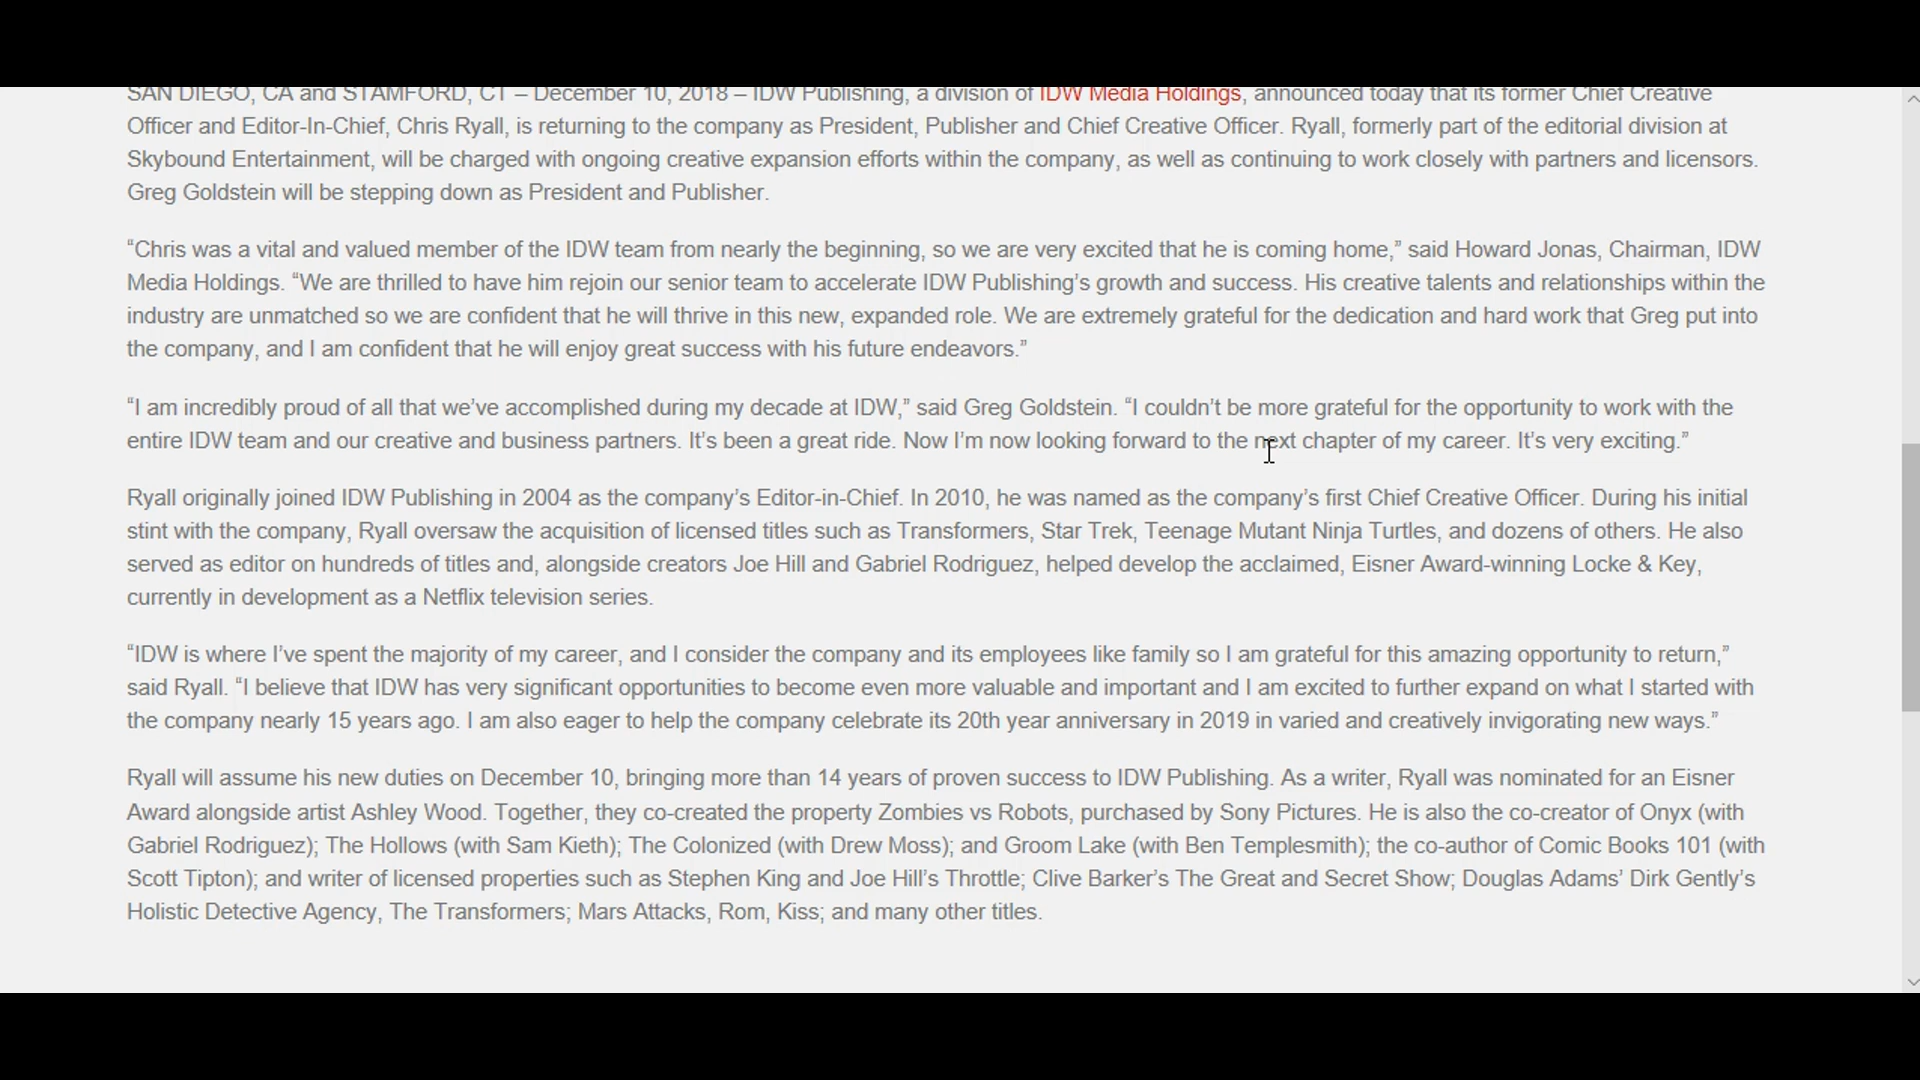 SAN DIEGO, CA and STAMFORD, CT – December 10, 2018 – IDW Publishing, a division of IDW Media Holdings, announced today that its former Chief Creative
Officer and Editor-In-Chief, Chris Ryall, is returning to the company as President, Publisher and Chief Creative Officer. Ryall, formerly part of the editorial division at
Skybound Entertainment, will be charged with ongoing creative expansion efforts within the company, as well as continuing to work closely with partners and licensors.
Greg Goldstein will be stepping down as President and Publisher.
“Chris was a vital and valued member of the IDW team from nearly the beginning, so we are very excited that he is coming home,” said Howard Jonas, Chairman, IDW
Media Holdings. “We are thrilled to have him rejoin our senior team to accelerate IDW Publishing’s growth and success. His creative talents and relationships within the
industry are unmatched so we are confident that he will thrive in this new, expanded role. We are extremely grateful for the dedication and hard work that Greg put into
the company, and I am confident that he will enjoy great success with his future endeavors.”
“I am incredibly proud of all that we’ve accomplished during my decade at IDW,” said Greg Goldstein. “I couldn’t be more grateful for the opportunity to work with the
entire IDW team and our creative and business partners. It’s been a great ride. Now I’m now looking forward to the next chapter of my career. It’s very exciting.”
Ryall originally joined IDW Publishing in 2004 as the company’s Editor-in-Chief. In 2010, he was named as the company’s first Chief Creative Officer. During his initial
stint with the company, Ryall oversaw the acquisition of licensed titles such as Transformers, Star Trek, Teenage Mutant Ninja Turtles, and dozens of others. He also
served as editor on hundreds of titles and, alongside creators Joe Hill and Gabriel Rodriguez, helped develop the acclaimed, Eisner Award-winning Locke & Key,
currently in development as a Netflix television series.
“IDW is where I’ve spent the majority of my career, and I consider the company and its employees like family so I am grateful for this amazing opportunity to return,”
said Ryall. “I believe that IDW has very significant opportunities to become even more valuable and important and I am excited to further expand on what I started with
the company nearly 15 years ago. I am also eager to help the company celebrate its 20th year anniversary in 2019 in varied and creatively invigorating new ways.”
Ryall will assume his new duties on December 10, bringing more than 14 years of proven success to IDW Publishing. As a writer, Ryall was nominated for an Eisner
Award alongside artist Ashley Wood. Together, they co-created the property Zombies vs Robots, purchased by Sony Pictures. He is also the co-creator of Onyx (with
Gabriel Rodriguez); The Hollows (with Sam Kieth); The Colonized (with Drew Moss); and Groom Lake (with Ben Templesmith); the co-author of Comic Books 101 (with
Scott Tipton); and writer of licensed properties such as Stephen King and Joe Hill’s Throttle; Clive Barker’s The Great and Secret Show; Douglas Adams’ Dirk Gently’s
Holistic Detective Agency, The Transformers; Mars Attacks, Rom, Kiss; and many other titles.